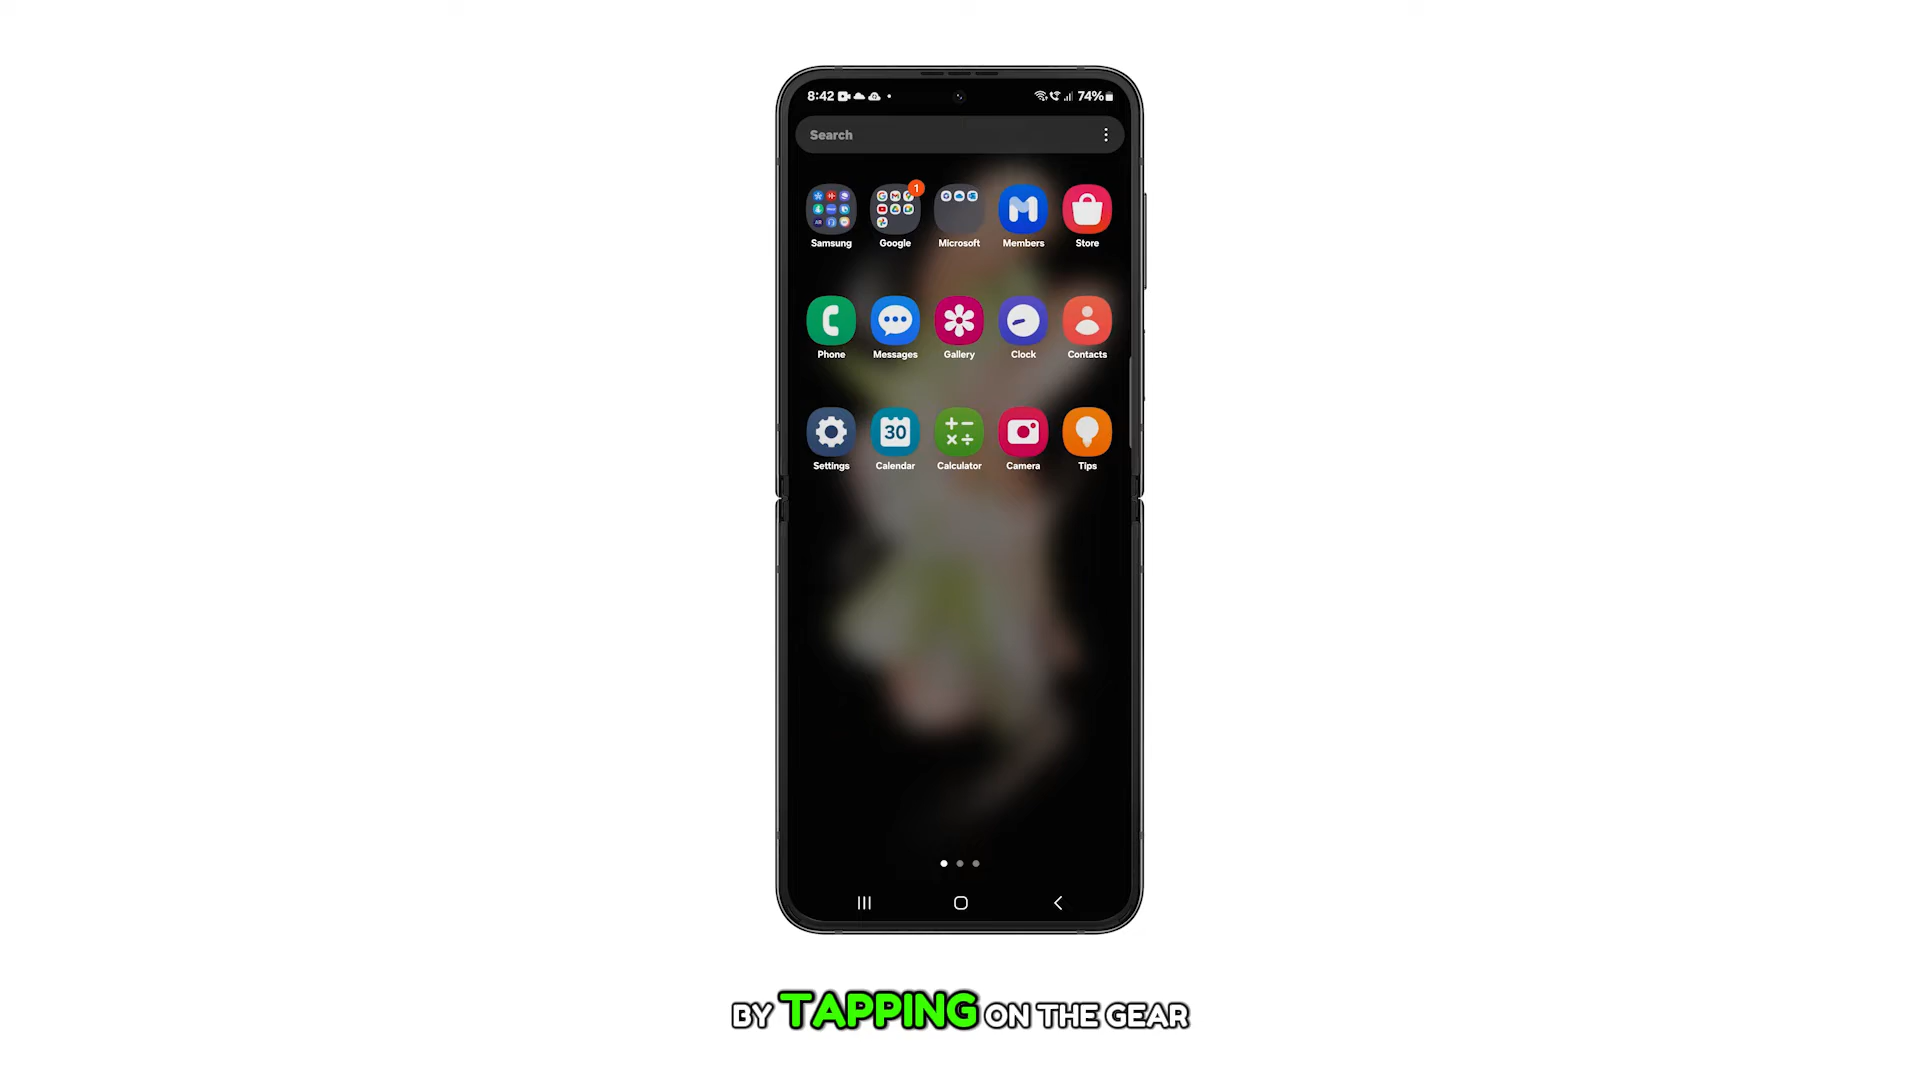 8:42 74%
Search
1
Samsung Google Microsoft Members Store
Phone Messages Gallery Clock Contacts
30
Settings Calendar Calculator Camera Tips
BY TAPPING ON THE GEAR